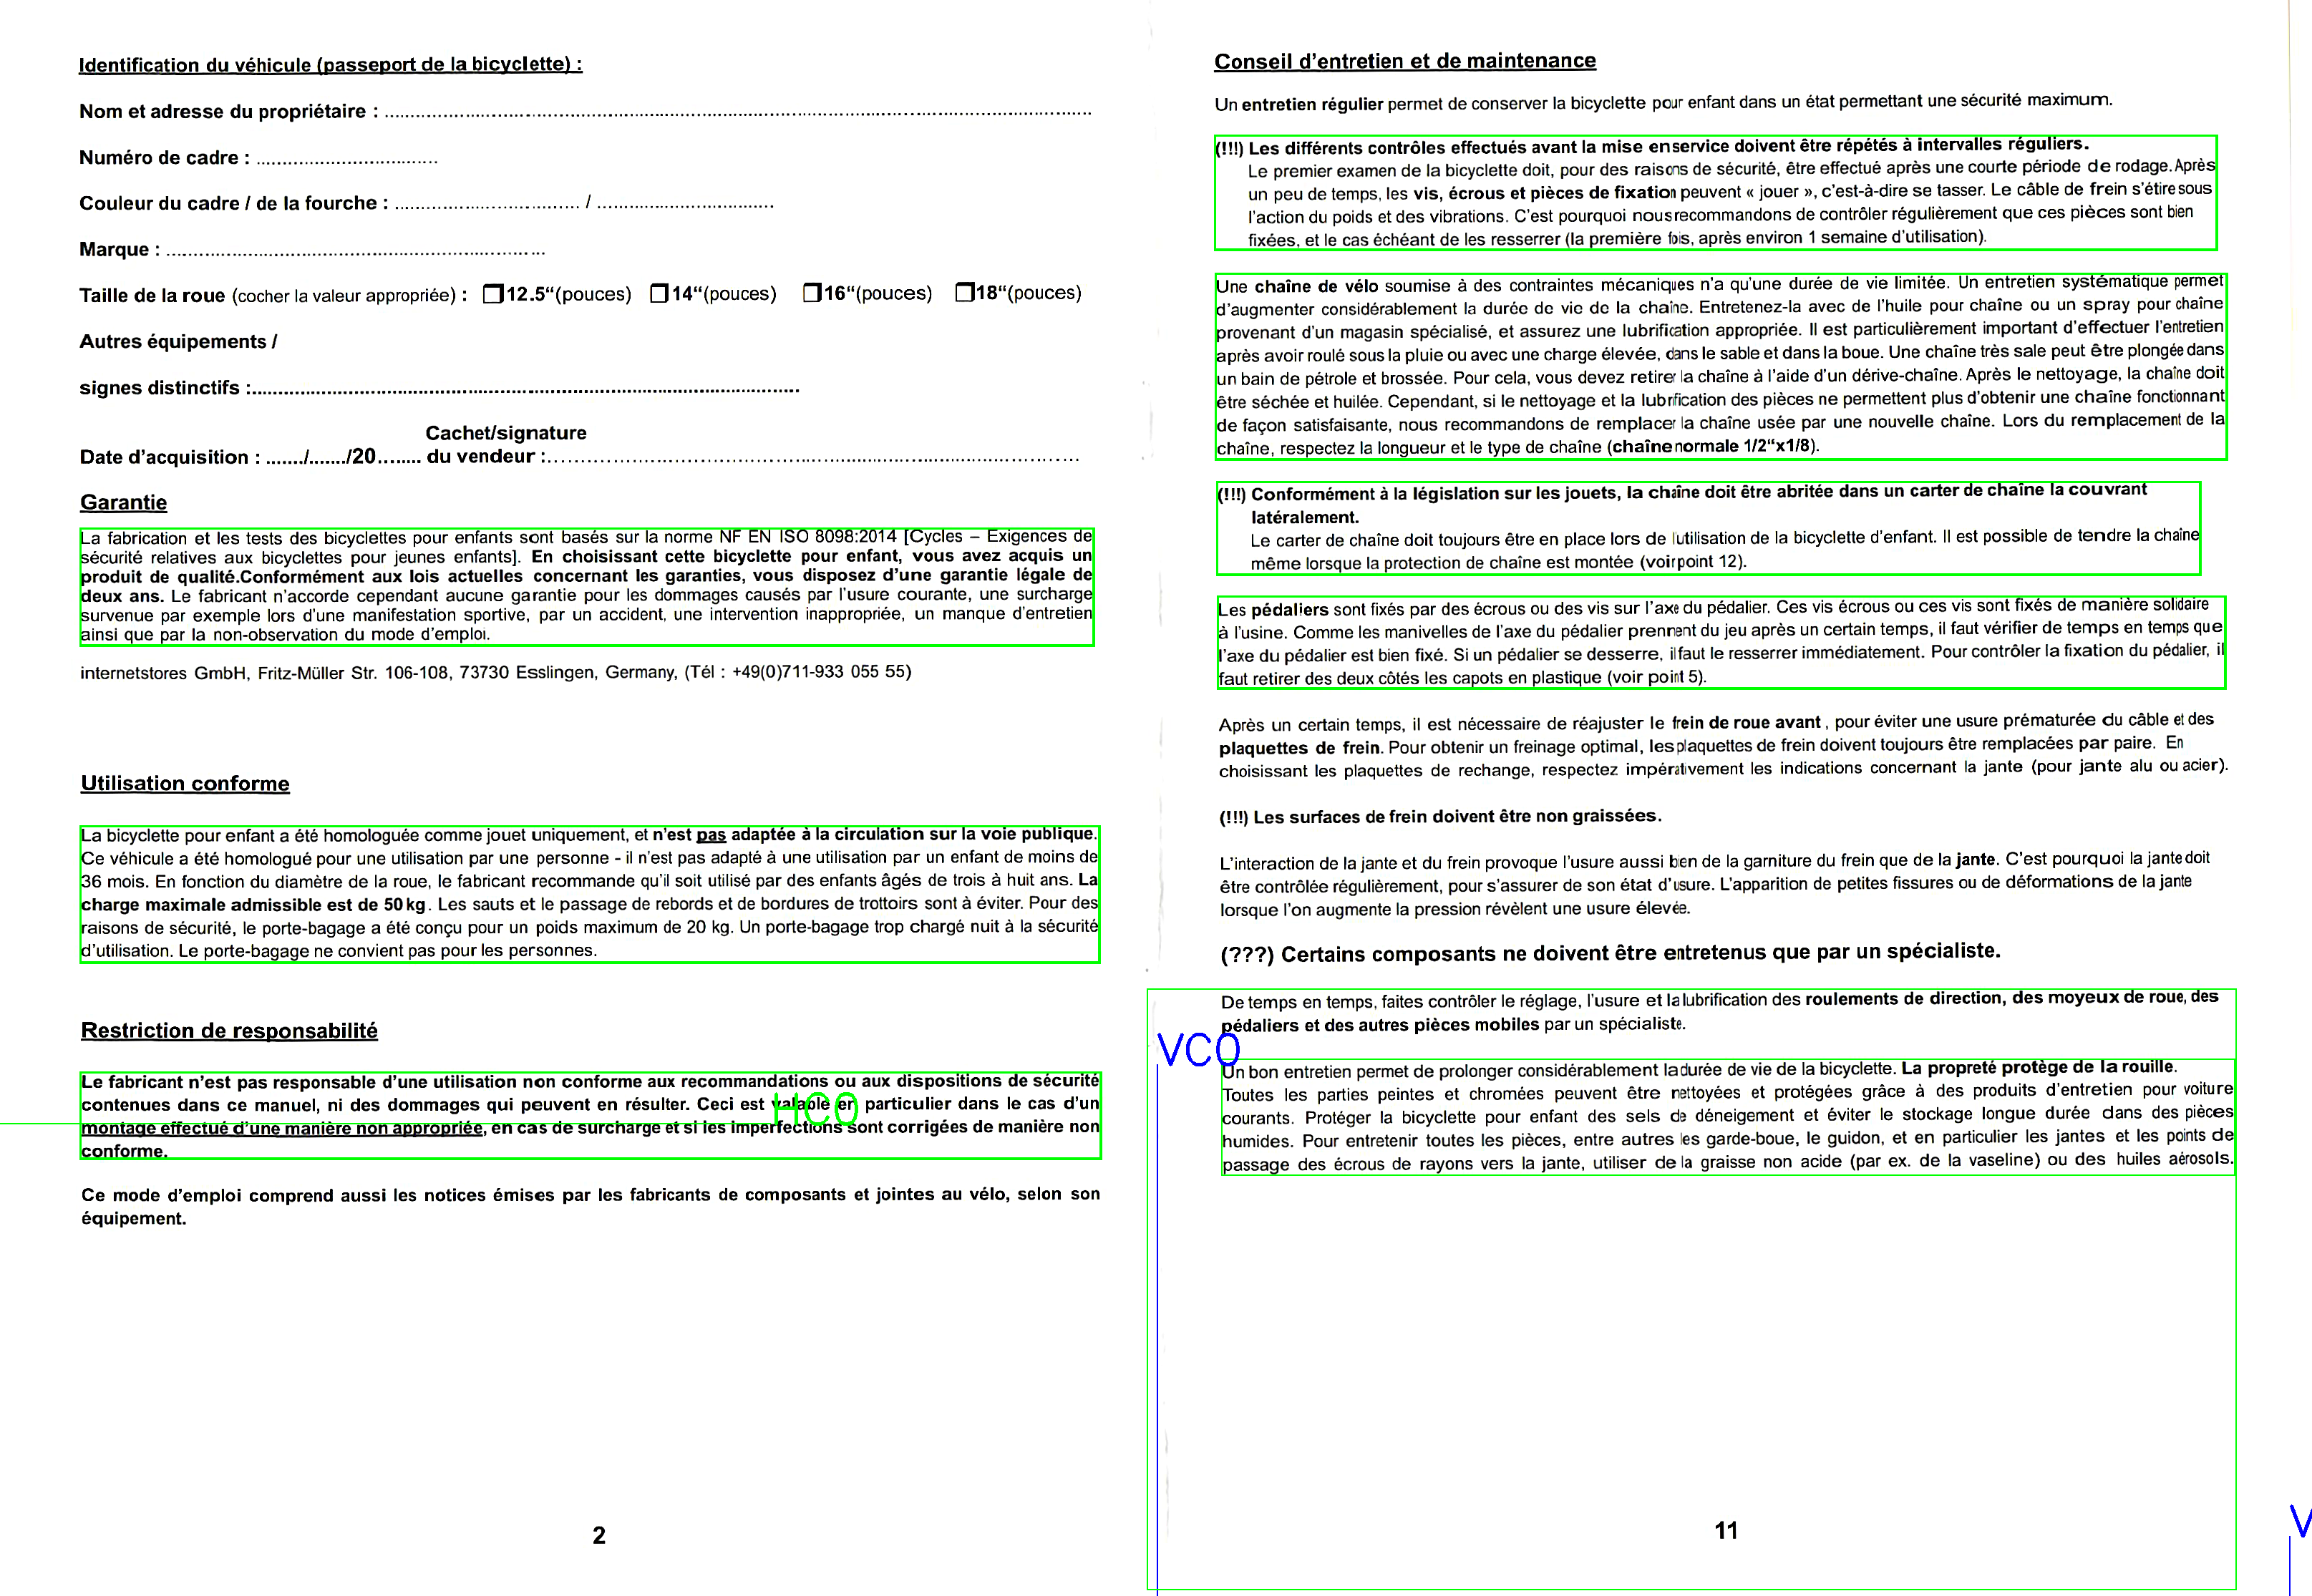 Identification du véhicule (passeport de la bicyclette) :
Nom et adresse du propriétaire : ................................................................
Numéro de cadre : .................................
Couleur du cadre / de la fourche : ................................. / ................................
Marque : .....................................................................
Taille de la roue (cocher la valeur appropriée) : ❒12.5“(pouces) ❒14“(pouces) ❒16“(pouces) ❒18“(pouces)
Autres équipements /
signes distinctifs :................................................................
Cachet/signature
Date d’acquisition : ......./......./20........ du vendeur :................................................................
Garantie
La fabrication et les tests des bicyclettes pour enfants sont basés sur la norme NF EN ISO 8098:2014 [Cycles – Exigences de
sécurité relatives aux bicyclettes pour jeunes enfants]. En choisissant cette bicyclette pour enfant, vous avez acquis un
produit de qualité.Conformément aux lois actuelles concernant les garanties, vous disposez d’une garantie légale de
deux ans. Le fabricant n’accorde cependant aucune garantie pour les dommages causés par l’usure courante, une surcharge
survenue par exemple lors d’une manifestation sportive, par un accident, une intervention inappropriée, un manque d’entretien
ainsi que par la non-observation du mode d’emploi.
internetstores GmbH, Fritz-Müller Str. 106-108, 73730 Esslingen, Germany, (Tél : +49(0)711-933 055 55)
Utilisation conforme
La bicyclette pour enfant a été homologuée comme jouet uniquement, et n’est pas adaptée à la circulation sur la voie publique.
Ce véhicule a été homologué pour une utilisation par une personne - il n’est pas adapté à une utilisation par un enfant de moins de
36 mois. En fonction du diamètre de la roue, le fabricant recommande qu’il soit utilisé par des enfants âgés de trois à huit ans. La
charge maximale admissible est de 50 kg. Les sauts et le passage de rebords et de bordures de trottoirs sont à éviter. Pour des
raisons de sécurité, le porte-bagage a été conçu pour un poids maximum de 20 kg. Un porte-bagage trop chargé nuit à la sécurité
d’utilisation. Le porte-bagage ne convient pas pour les personnes.
Restriction de responsabilité
Le fabricant n’est pas responsable d’une utilisation non conforme aux recommandations ou aux dispositions de sécurité
contenues dans ce manuel, ni des dommages qui peuvent en résulter. Ceci est valable en particulier dans le cas d’un
HCO
montage effectué d’une manière non appropriée, en cas de surcharge et si les imperfections sont corrigées de manière non
conforme.
Ce mode d’emploi comprend aussi les notices émises par les fabricants de composants et jointes au vélo, selon son
équipement.
2
Conseil d’entretien et de maintenance
Un entretien régulier permet de conserver la bicyclette pour enfant dans un état permettant une sécurité maximum.
(!!!) Les différents contrôles effectués avant la mise en service doivent être répétés à intervalles réguliers.
Le premier examen de la bicyclette doit, pour des raisons de sécurité, être effectué après une courte période de rodage. Après
un peu de temps, les vis, écrous et pièces de fixation peuvent « jouer », c’est-à-dire se tasser. Le câble de frein s’étire sous
l’action du poids et des vibrations. C’est pourquoi nous recommandons de contrôler régulièrement que ces pièces sont bien
fixées, et le cas échéant de les resserrer (la première fois, après environ 1 semaine d’utilisation).
Une chaîne de vélo soumise à des contraintes mécaniques n’a qu’une durée de vie limitée. Un entretien systématique permet
d’augmenter considérablement la durée de vie de la chaîne. Entretenez-la avec de l’huile pour chaîne ou un spray pour chaîne
provenant d’un magasin spécialisé, et assurez une lubrification appropriée. Il est particulièrement important d’effectuer l’entretien
après avoir roulé sous la pluie ou avec une charge élevée, dans le sable et dans la boue. Une chaîne très sale peut être plongée dans
un bain de pétrole et brossée. Pour cela, vous devez retirer la chaîne à l’aide d’un dérive-chaîne. Après le nettoyage, la chaîne doit
être séchée et huilée. Cependant, si le nettoyage et la lubrification des pièces ne permettent plus d’obtenir une chaîne fonctionnant
de façon satisfaisante, nous recommandons de remplacer la chaîne usée par une nouvelle chaîne. Lors du remplacement de la
chaîne, respectez la longueur et le type de chaîne (chaîne normale 1/2“x1/8).
(!!!) Conformément à la législation sur les jouets, la chaîne doit être abritée dans un carter de chaîne la couvrant
latéralement.
Le carter de chaîne doit toujours être en place lors de l’utilisation de la bicyclette d’enfant. Il est possible de tendre la chaîne
même lorsque la protection de chaîne est montée (voir point 12).
Les pédaliers sont fixés par des écrous ou des vis sur l’axe du pédalier. Ces vis écrous ou ces vis sont fixés de manière solidaire
à l’usine. Comme les manivelles de l’axe du pédalier prennent du jeu après un certain temps, il faut vérifier de temps en temps que
l’axe du pédalier est bien fixé. Si un pédalier se desserre, il faut le resserrer immédiatement. Pour contrôler la fixation du pédalier, il
faut retirer des deux côtés les capots en plastique (voir point 5).
Après un certain temps, il est nécessaire de réajuster le frein de roue avant , pour éviter une usure prématurée du câble et des
plaquettes de frein. Pour obtenir un freinage optimal, les plaquettes de frein doivent toujours être remplacées par paire. En
choisissant les plaquettes de rechange, respectez impérativement les indications concernant la jante (pour jante alu ou acier).
(!!!) Les surfaces de frein doivent être non graissées.
L’interaction de la jante et du frein provoque l’usure aussi bien de la garniture du frein que de la jante. C’est pourquoi la jante doit
être contrôlée régulièrement, pour s’assurer de son état d’usure. L’apparition de petites fissures ou de déformations de la jante
lorsque l’on augmente la pression révèlent une usure élevée.
(???) Certains composants ne doivent être entretenus que par un spécialiste.
De temps en temps, faites contrôler le réglage, l’usure et la lubrification des roulements de direction, des moyeux de roue, des
pédaliers et des autres pièces mobiles par un spécialiste.
VCO
Un bon entretien permet de prolonger considérablement la durée de vie de la bicyclette. La propreté protège de la rouille.
Toutes les parties peintes et chromées peuvent être nettoyées et protégées grâce à des produits d’entretien pour voiture
courants. Protéger la bicyclette pour enfant des sels de déneigement et éviter le stockage longue durée dans des pièces
humides. Pour entretenir toutes les pièces, entre autres les garde-boue, le guidon, et en particulier les jantes et les points de
passage des écrous de rayons vers la jante, utiliser de la graisse non acide (par ex. de la vaseline) ou des huiles aérosols.
V
11